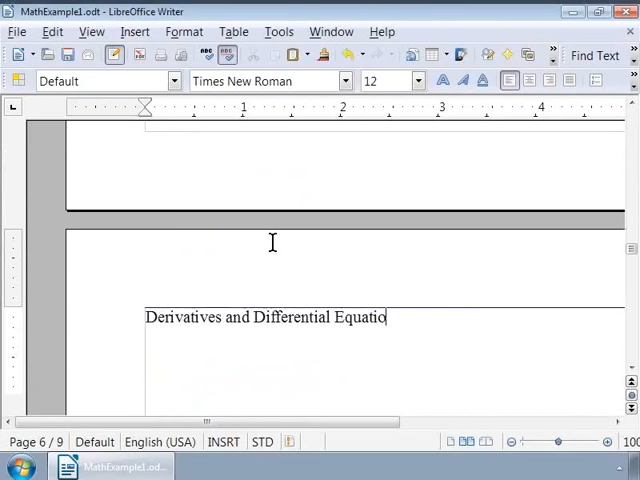 MathExample1.odt - LibreOffice Writer
File Edit View Insert Format Table Tools Window Help
Find Text
Default Times New Roman 12
1 2 3 4
Derivatives and Differential Equatio
Page 6 / 9 Default English (USA) INSRT STD 100
MathExample1.od...